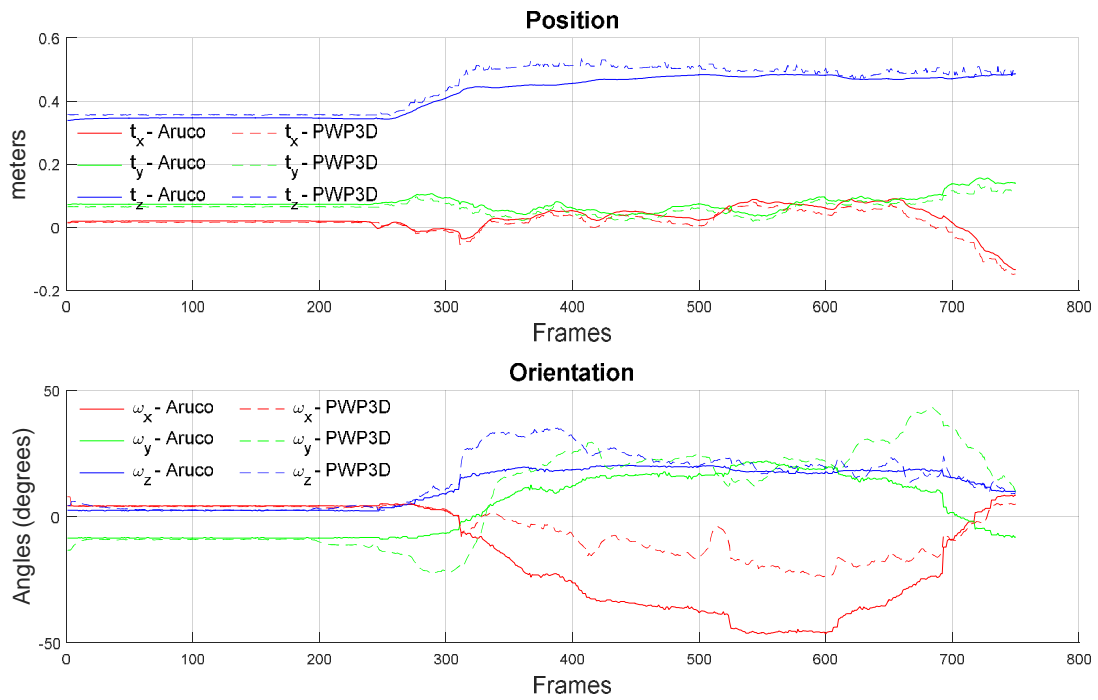 Position
0.6
0.4
0.2
0
-0.2
meters
t_x - Aruco t_x - PWP3D
t_y - Aruco t_y - PWP3D
t_z - Aruco t_z - PWP3D
0 100 200 300 400 500 600 700 800
Frames
Orientation
50
0
-50
Angles (degrees)
ω_x - Aruco ω_x - PWP3D
ω_y - Aruco ω_y - PWP3D
ω_z - Aruco ω_z - PWP3D
0 100 200 300 400 500 600 700 800
Frames